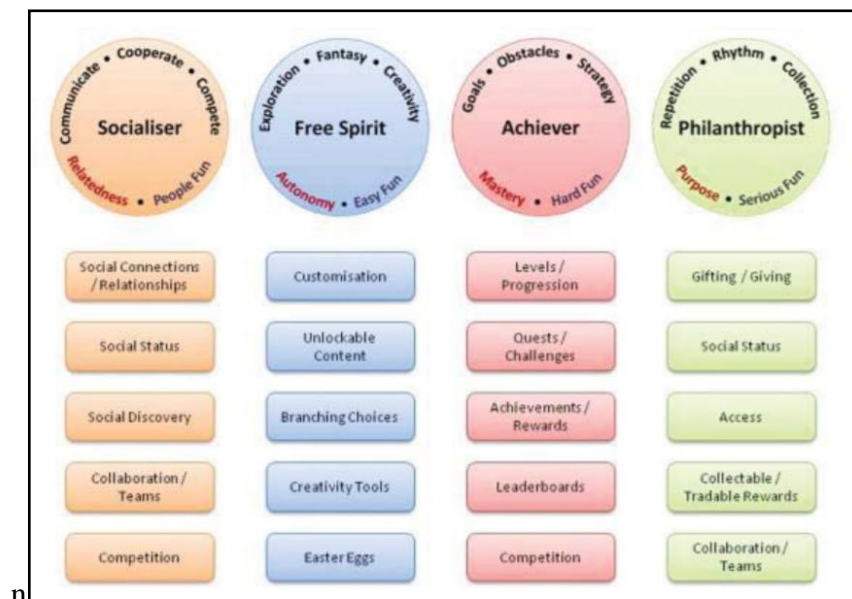 Communicate • Cooperate • Compete
Socialiser
Relatedness • People Fun
Exploration • Fantasy • Creativity
Free Spirit
Autonomy • Easy Fun
Goals • Obstacles • Strategy
Achiever
Mastery • Hard Fun
Repetition • Rhythm • Collection
Philanthropist
Purpose • Serious Fun
Social Connections
/ Relationships
Social Status
Social Discovery
Collaboration /
Teams
Competition
Customisation
Unlockable
Content
Branching Choices
Creativity Tools
Easter Eggs
Levels /
Progression
Quests /
Challenges
Achievements /
Rewards
Leaderboards
Competition
Gifting / Giving
Social Status
Access
Collectable /
Tradable Rewards
Collaboration /
Teams
n